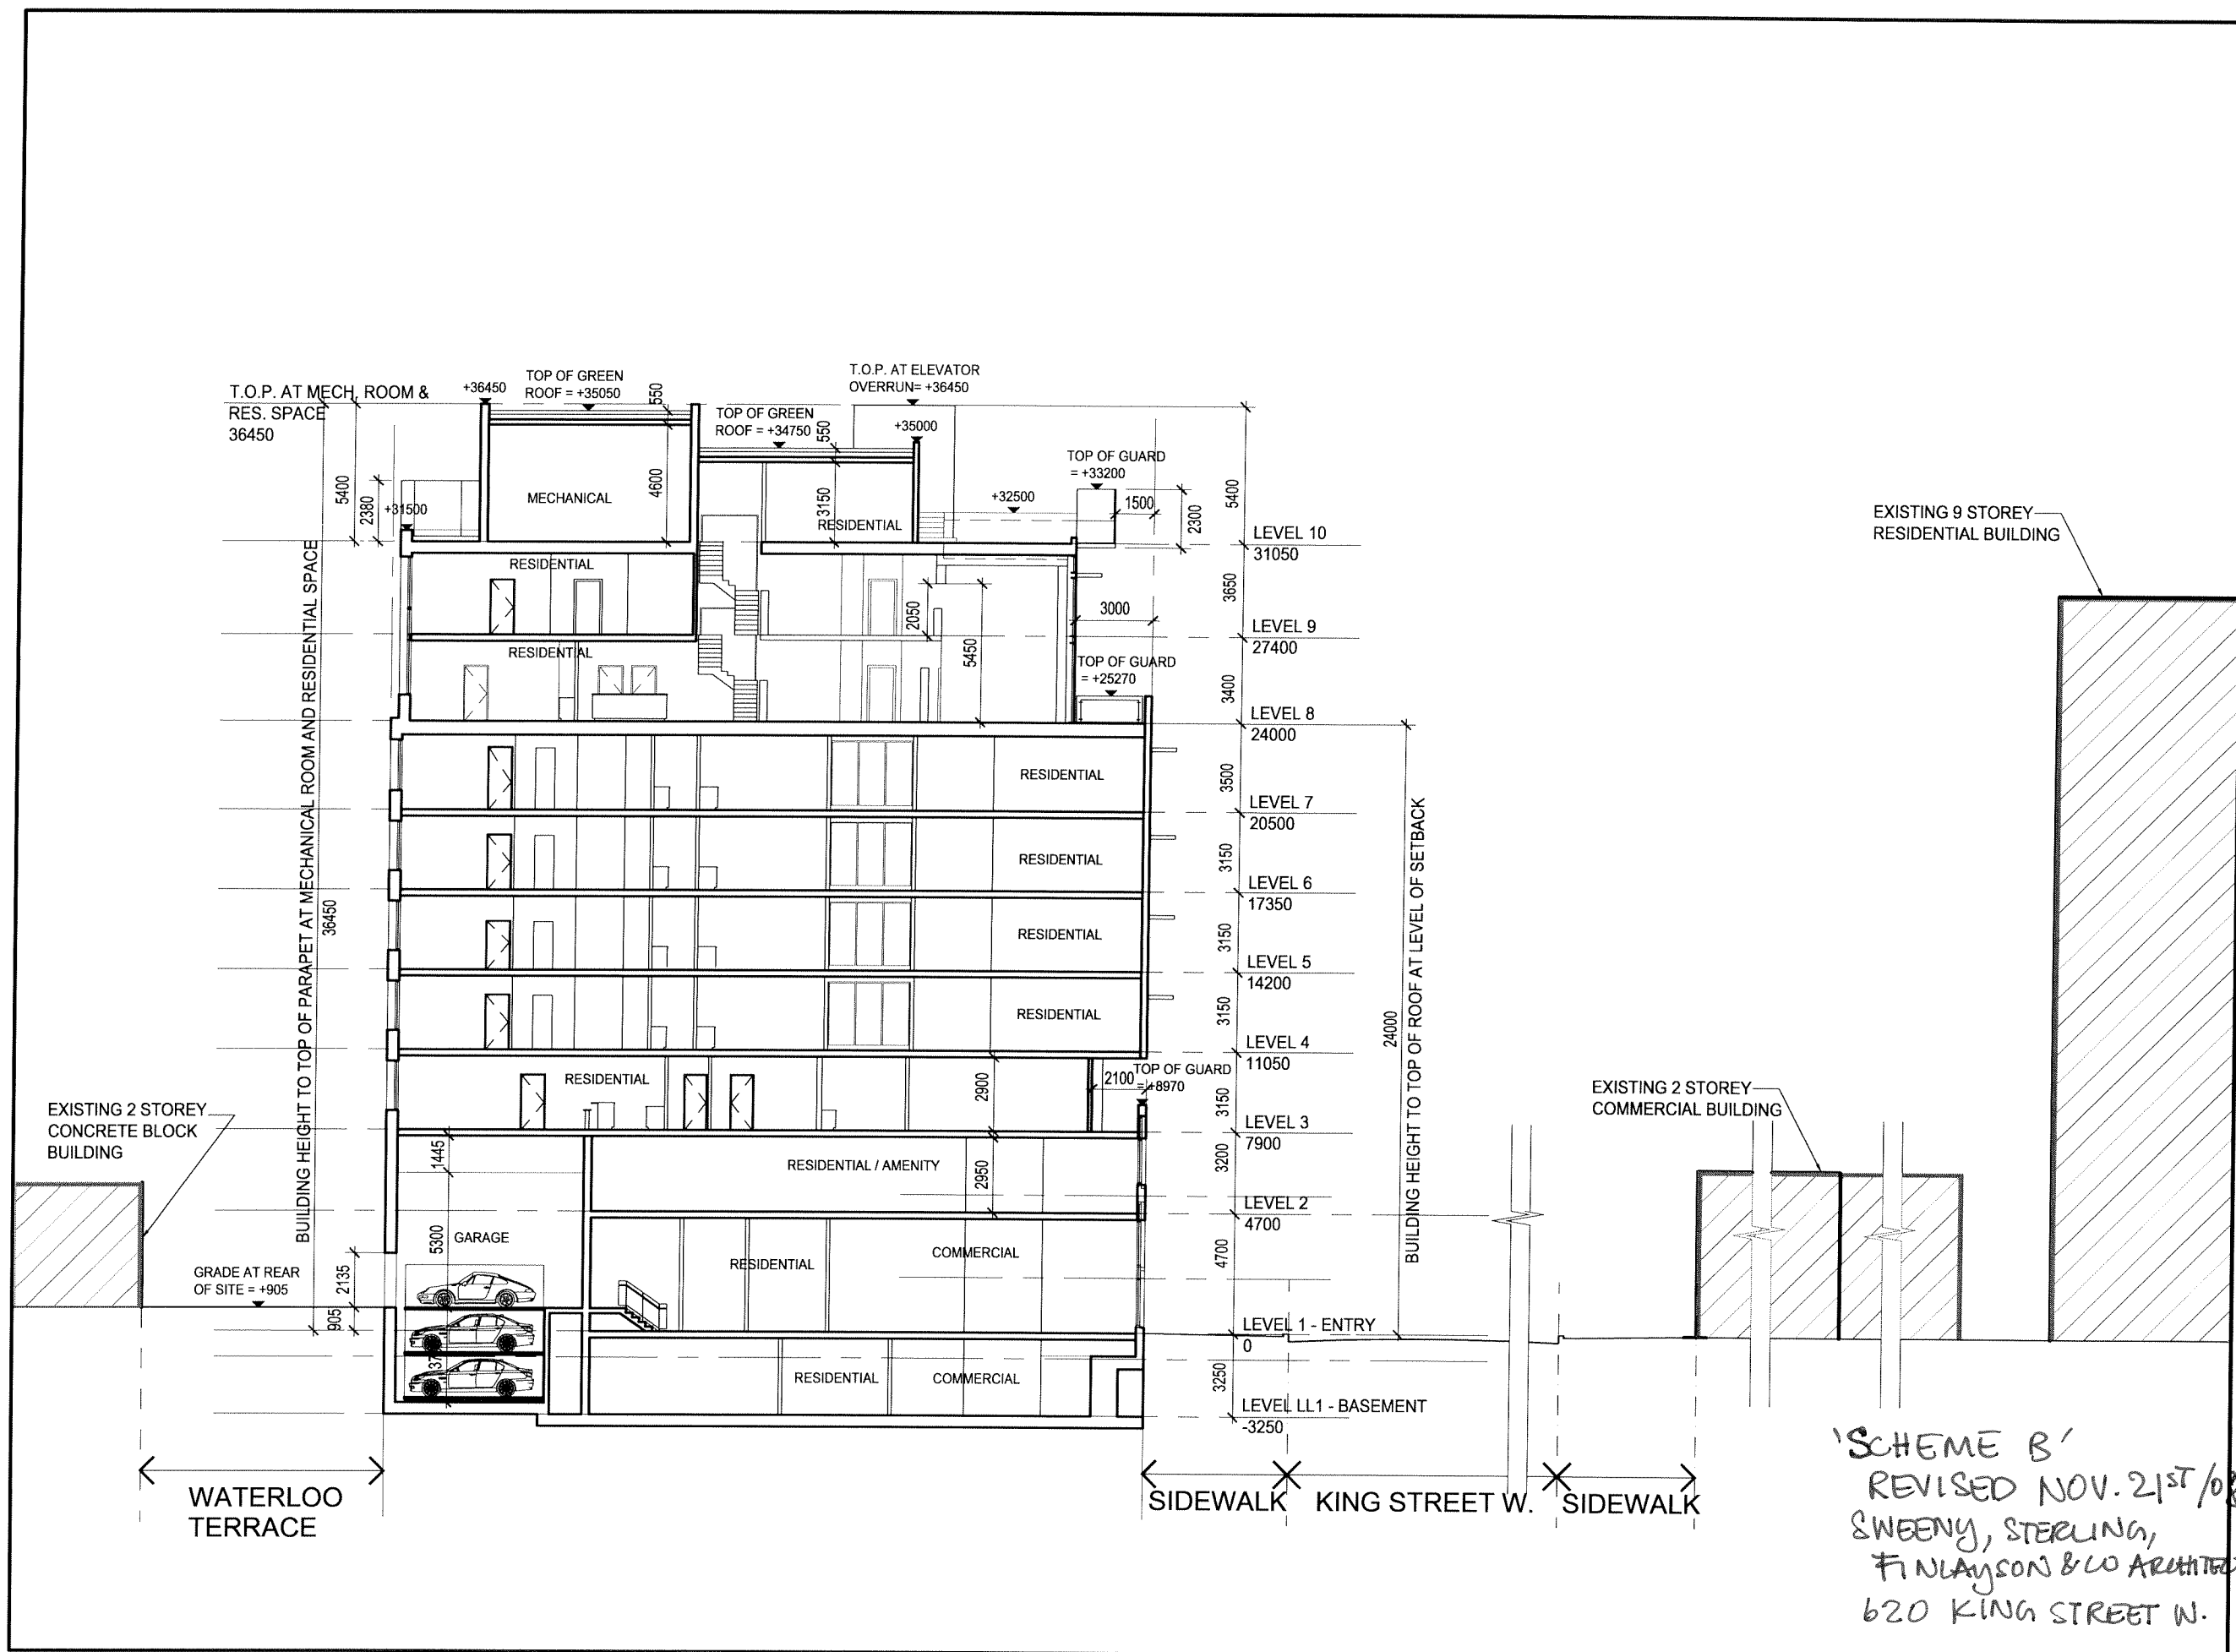 T.O.P. AT MECH. ROOM &
RES. SPACE
36450
+36450
TOP OF GREEN
ROOF = +35050
550
TOP OF GREEN
ROOF = +34750
550
T.O.P. AT ELEVATOR
OVERRUN= +36450
+35000
TOP OF GUARD
= +33200
+32500
1500
2300
5400
5400
2380
+31500
MECHANICAL
4600
3150
RESIDENTIAL
LEVEL 10
31050
RESIDENTIAL
3650
2050
3000
LEVEL 9
27400
RESIDENTIAL
5450
TOP OF GUARD
= +25270
3400
LEVEL 8
24000
RESIDENTIAL
3500
LEVEL 7
20500
RESIDENTIAL
3150
LEVEL 6
17350
RESIDENTIAL
3150
LEVEL 5
14200
RESIDENTIAL
3150
LEVEL 4
11050
RESIDENTIAL
2900
2100
TOP OF GUARD
= +8970
3150
LEVEL 3
7900
1445
RESIDENTIAL / AMENITY
2950
3200
LEVEL 2
4700
5300
GARAGE
RESIDENTIAL
COMMERCIAL
4700
2135
905
GRADE AT REAR
OF SITE = +905
LEVEL 1 - ENTRY
0
RESIDENTIAL
COMMERCIAL
3250
LEVEL LL1 - BASEMENT
-3250
BUILDING HEIGHT TO TOP OF PARAPET AT MECHANICAL ROOM AND RESIDENTIAL SPACE
36450
24000
BUILDING HEIGHT TO TOP OF ROOF AT LEVEL OF SETBACK
EXISTING 2 STOREY
CONCRETE BLOCK
BUILDING
EXISTING 9 STOREY
RESIDENTIAL BUILDING
EXISTING 2 STOREY
COMMERCIAL BUILDING
WATERLOO
TERRACE
SIDEWALK
KING STREET W.
SIDEWALK
'SCHEME B'
REVISED NOV. 21ST/08
SWEENY, STERLING,
FINLAYSON & CO ARCHITEC
620 KING STREET W.